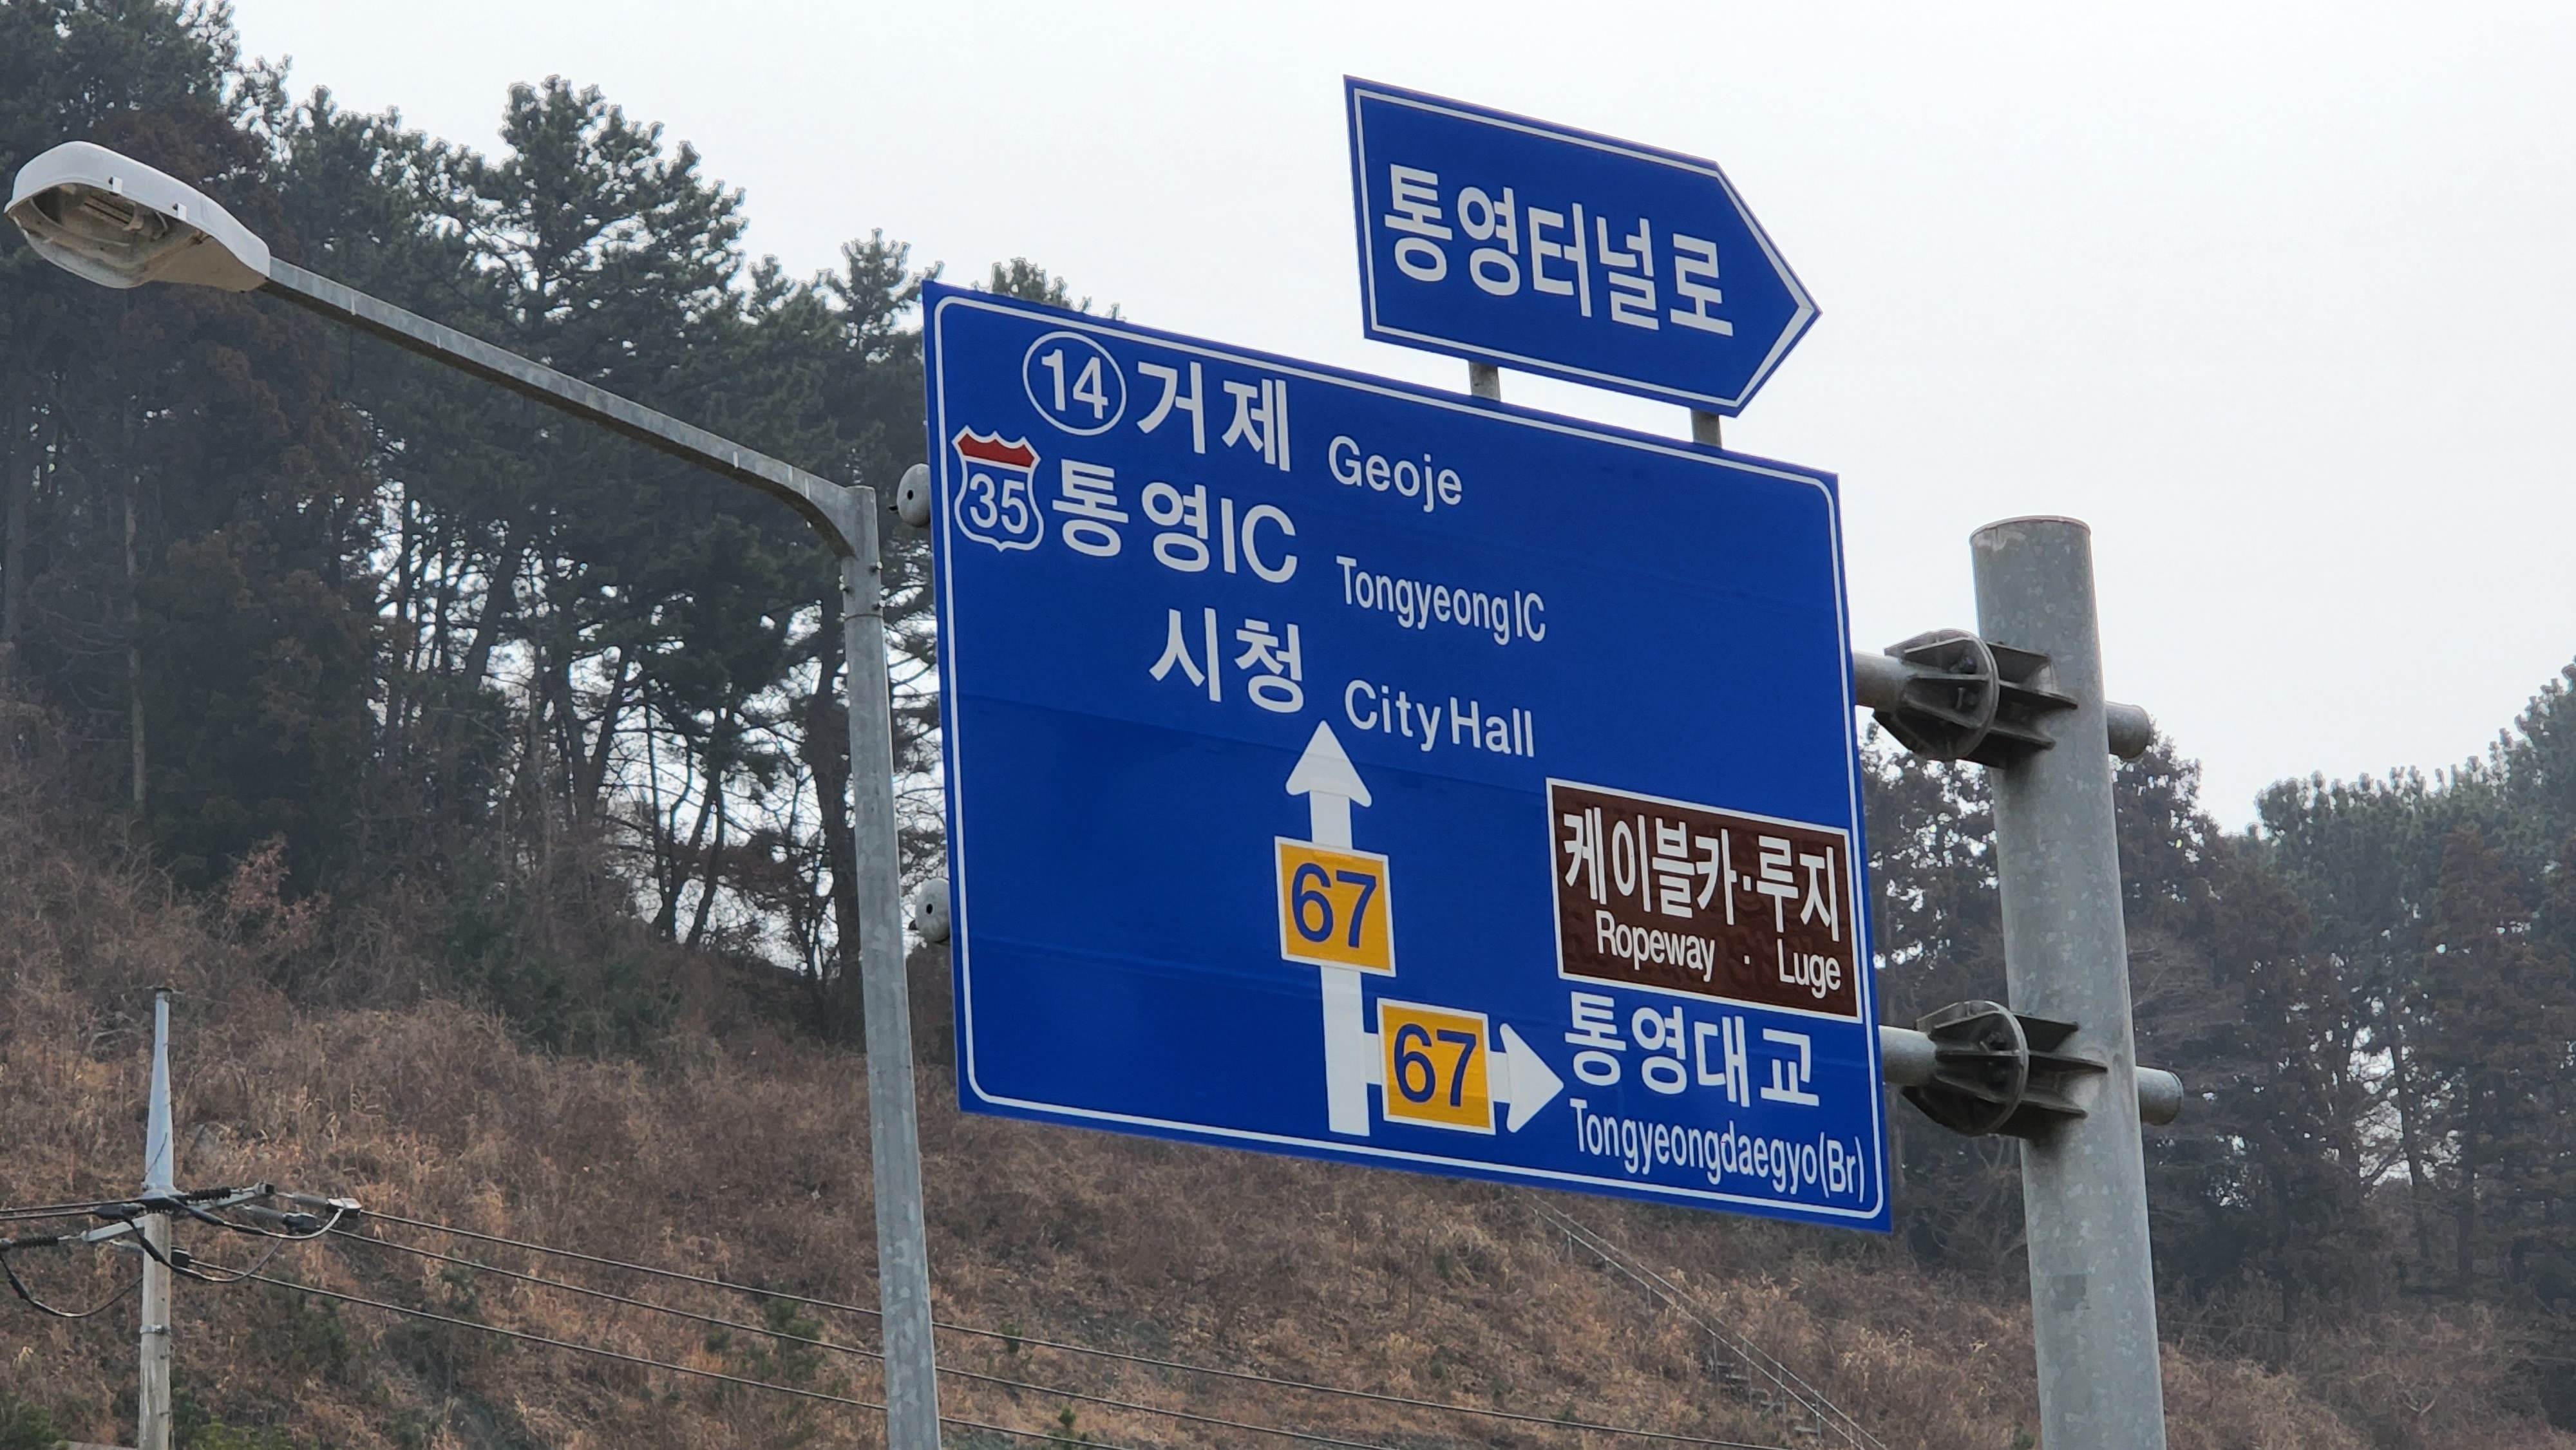 통영터널로
14 거제 Geoje
35 통영IC Tongyeong IC
시청 City Hall
67
케이블카·루지
Ropeway · Luge
67 통영대교
Tongyeongdaegyo(Br)